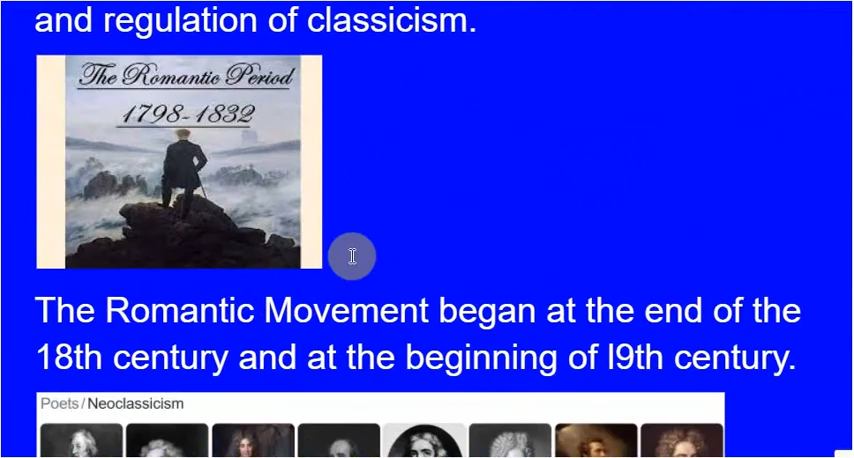 and regulation of classicism.
The Romantic Period
1798-1832
The Romantic Movement began at the end of the
18th century and at the beginning of l9th century.
Poets/Neoclassicism